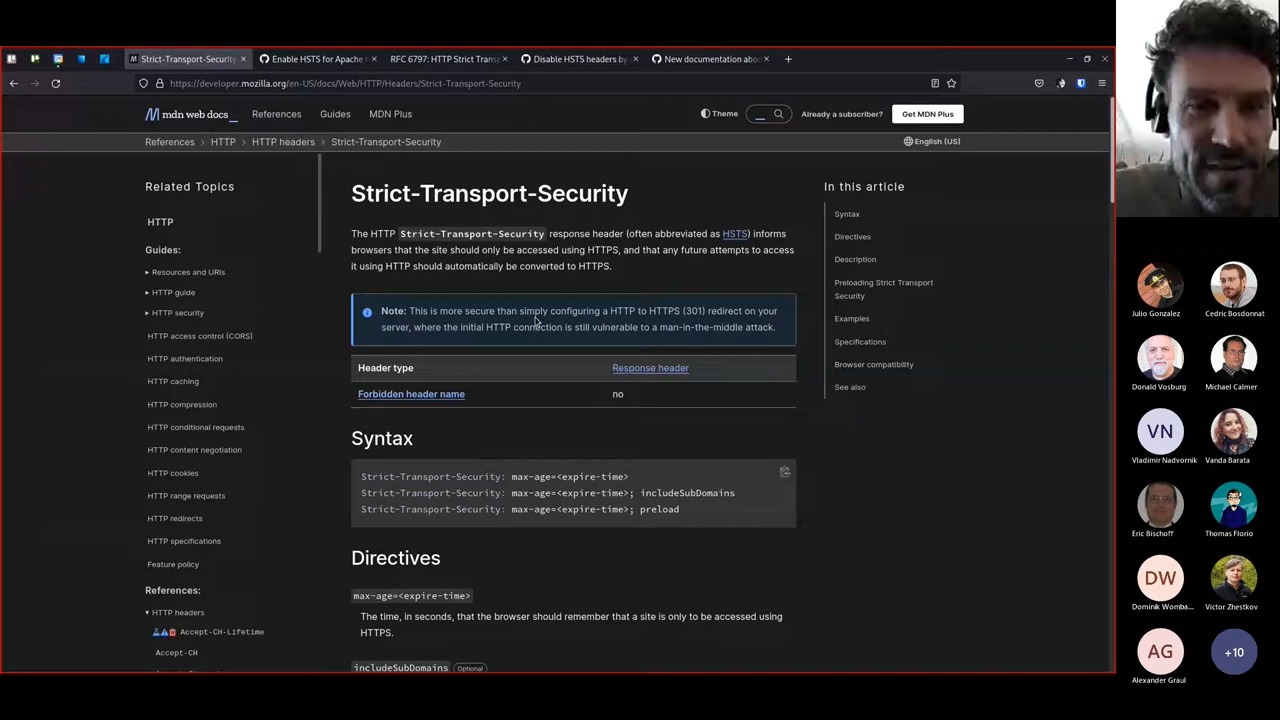 Strict-Transport-Security
Enable HSTS for Apache
RFC 6797: HTTP Strict Trans
Disable HSTS headers by
New documentation abou
https://developer.mozilla.org/en-US/docs/Web/HTTP/Headers/Strict-Transport-Security
mdn web docs_
References
Guides
MDN Plus
Theme
Already a subscriber?
Get MDN Plus
References
HTTP
HTTP headers
Strict-Transport-Security
English (US)
Related Topics
HTTP
Guides:
Resources and URIs
HTTP guide
HTTP security
HTTP access control (CORS)
HTTP authentication
HTTP caching
HTTP compression
HTTP conditional requests
HTTP content negotiation
HTTP cookies
HTTP range requests
HTTP redirects
HTTP specifications
Feature policy
References:
HTTP headers
Accept-CH-Lifetime
Accept-CH
Strict-Transport-Security
The HTTP Strict-Transport-Security response header (often abbreviated as HSTS) informs
browsers that the site should only be accessed using HTTPS, and that any future attempts to access
it using HTTP should automatically be converted to HTTPS.
Note: This is more secure than simply configuring a HTTP to HTTPS (301) redirect on your
server, where the initial HTTP connection is still vulnerable to a man-in-the-middle attack.
Header type
Response header
Forbidden header name
no
Syntax
Strict-Transport-Security: max-age=<expire-time>
Strict-Transport-Security: max-age=<expire-time>; includeSubDomains
Strict-Transport-Security: max-age=<expire-time>; preload
Directives
max-age=<expire-time>
The time, in seconds, that the browser should remember that a site is only to be accessed using
HTTPS.
includeSubDomains Optional
In this article
Syntax
Directives
Description
Preloading Strict Transport
Security
Examples
Specifications
Browser compatibility
See also
Julio Gonzalez
Cedric Bosdonnat
Donald Vosburg
Michael Calmer
VN
Vladimir Nadvornik
Vanda Barata
Eric Bischoff
Thomas Florio
DW
Dominik Womba...
Victor Zhestkov
AG
Alexander Graul
+10